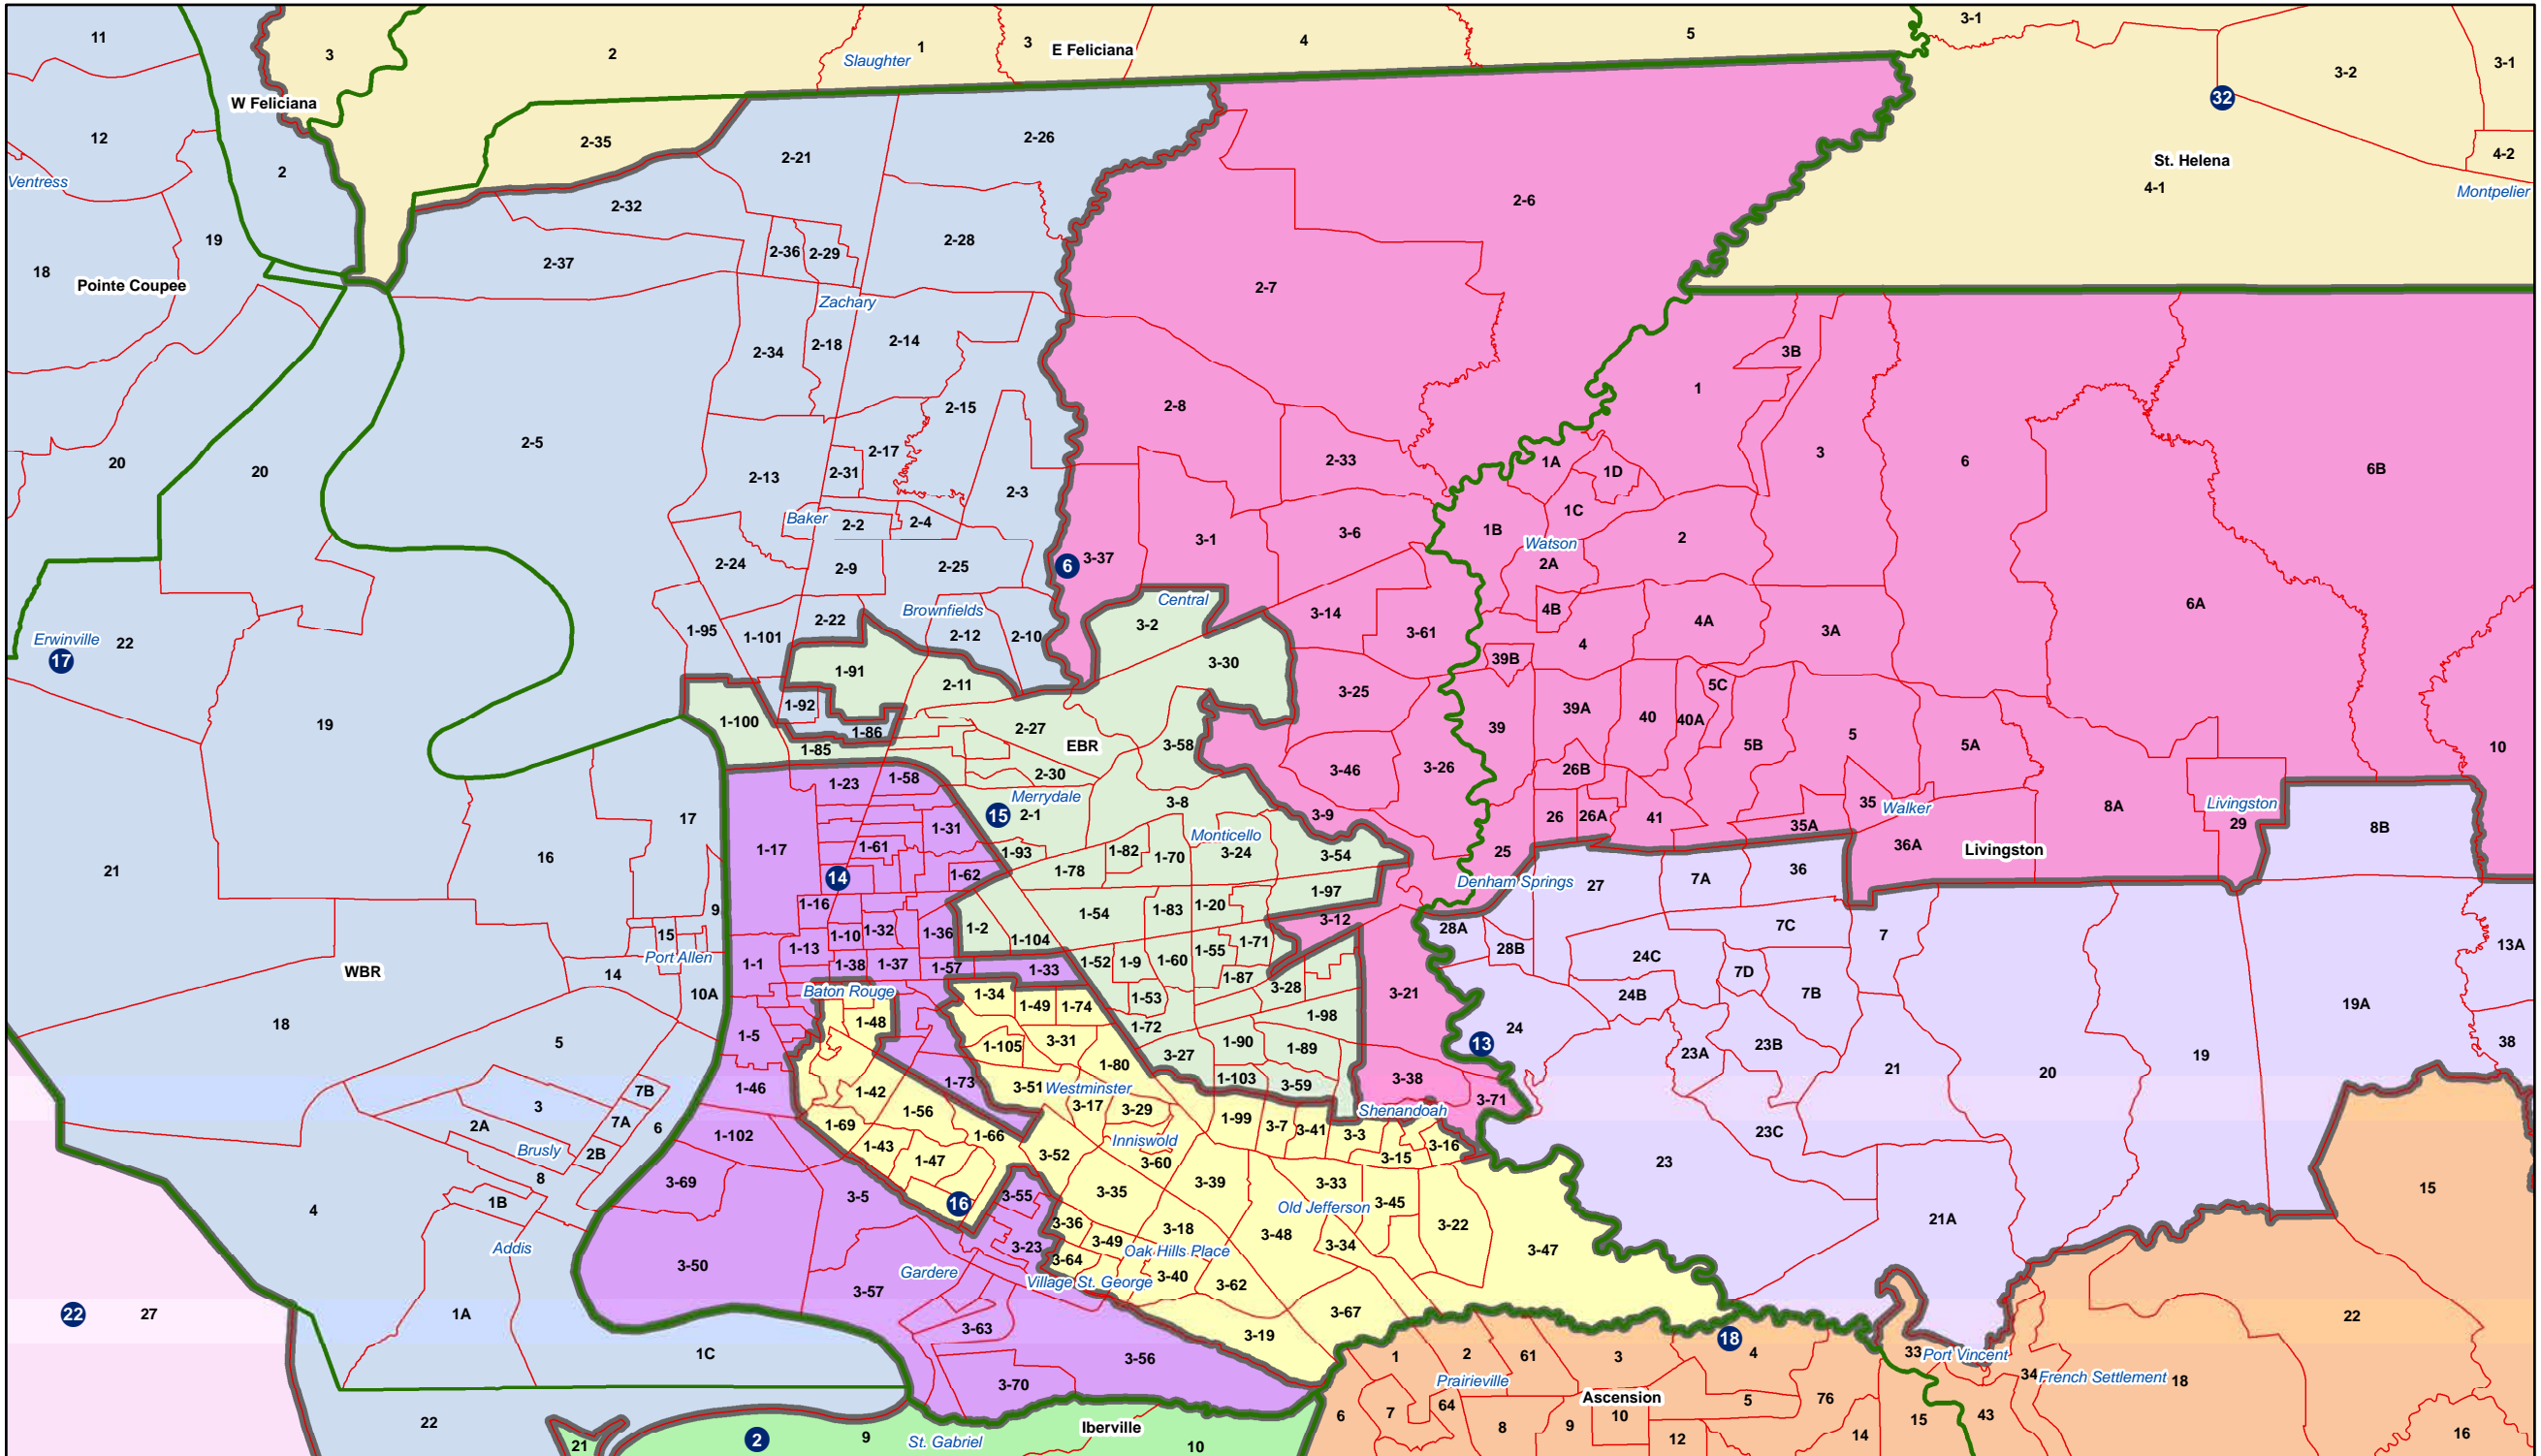 11
3
2
1
3
E Feliciana
4
5
3-1
3-2
3-1
Slaughter
W Feliciana
32
12
2-35
2-21
2-26
St. Helena
4-2
Ventress
2
2-32
2-6
4-1
Montpelier
19
2-36
2-29
2-28
18
2-37
Pointe Coupee
2-7
Zachary
2-34
2-18
2-14
3B
1
2-8
2-15
2-5
2-17
3
20
20
2-13
2-31
2-33
1A
1D
6
6B
2-3
Baker
2-2
2-4
1C
3-1
3-6
1B
2
Watson
2-24
2-9
2-25
6
3-37
2A
Central
Brownfields
3-14
4B
6A
2-22
3-2
4A
Erwinville
22
1-95
1-101
2-12
2-10
3-61
4
3A
17
3-30
39B
1-91
2-11
3-25
5C
1-92
39A
40
40A
19
1-100
1-86
2-27
39
5
1-85
EBR
3-58
5B
5A
10
2-30
3-46
3-26
26B
1-23
1-58
Merrydale
3-8
35
Walker
8A
Livingston
17
15
2-1
3-9
26
26A
41
35A
29
8B
1-31
Monticello
16
1-17
1-61
1-93
1-82
1-70
3-24
3-54
25
36A
Livingston
21
14
1-62
1-78
36
Denham Springs
27
7A
1-97
9
1-16
1-54
1-83
1-20
3-12
15
1-10
1-32
1-36
1-2
28A
7C
7
1-13
1-104
1-71
28B
13A
Port Allen
1-55
24C
WBR
14
1-1
1-38
1-37
1-57
1-33
1-52
1-9
1-60
7D
1-87
10A
Baton Rouge
1-34
3-28
3-21
24B
7B
1-49
1-74
1-53
19A
18
1-48
1-98
1-72
24
5
1-5
1-105
3-31
1-90
1-89
13
38
3-27
23A
23B
19
1-80
21
20
1-46
1-73
3-51
Westminster
1-103
3-59
3-38
7B
1-42
3
3-17
3-29
Shenandoah
3-71
2A
7A
6
1-69
1-56
1-99
3-7
3-41
3-3
3-16
23C
1-102
1-66
Inniswold
Brusly
2B
1-43
1-47
3-52
3-60
3-15
23
8
3-69
3-5
3-55
3-35
3-39
3-33
15
1B
16
Old Jefferson
3-45
4
3-36
3-18
3-48
3-22
21A
Addis
3-23
3-49
3-34
3-47
3-50
3-64
Oak Hills Place
Gardere
Village St. George
3-40
3-62
3-57
22
27
1A
3-67
22
3-63
3-19
18
1C
3-56
1
2
61
3
4
33
Port Vincent
34
French Settlement
18
3-70
Prairieville
Ascension
5
76
22
6
7
64
8
9
10
15
43
Iberville
2
9
St. Gabriel
10
12
14
16
21